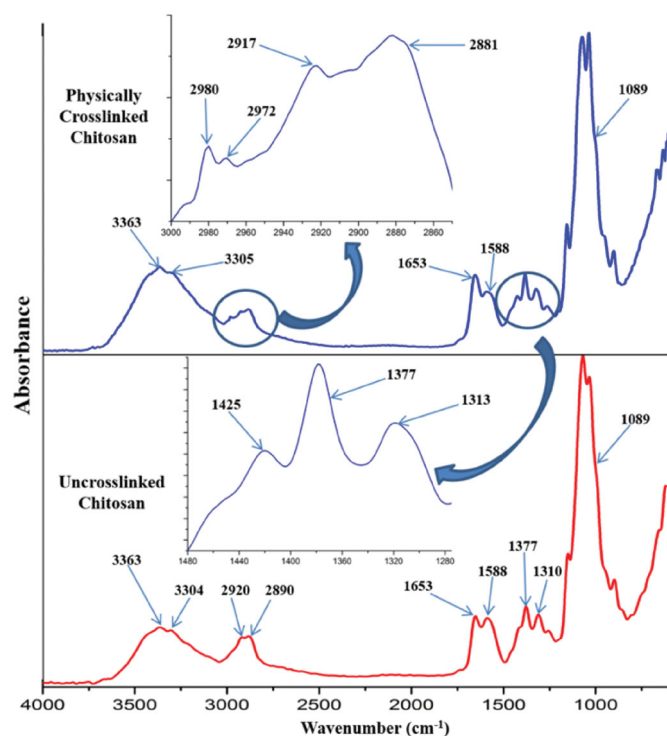 2917
2881
2980
2972
Physically
Crosslinked
Chitosan
1089
3000 2980 2960 2940 2920 2900 2880 2860
3363
3305
1653
1588
Absorbance
1377
1425
1313
1089
Uncrosslinked
Chitosan
1480 1440 1400 1360 1320 1280 1274
3363
3304
2920
2890
1653
1588
1377
1310
4000 3500 3000 2500 2000 1500 1000
Wavenumber (cm⁻¹)